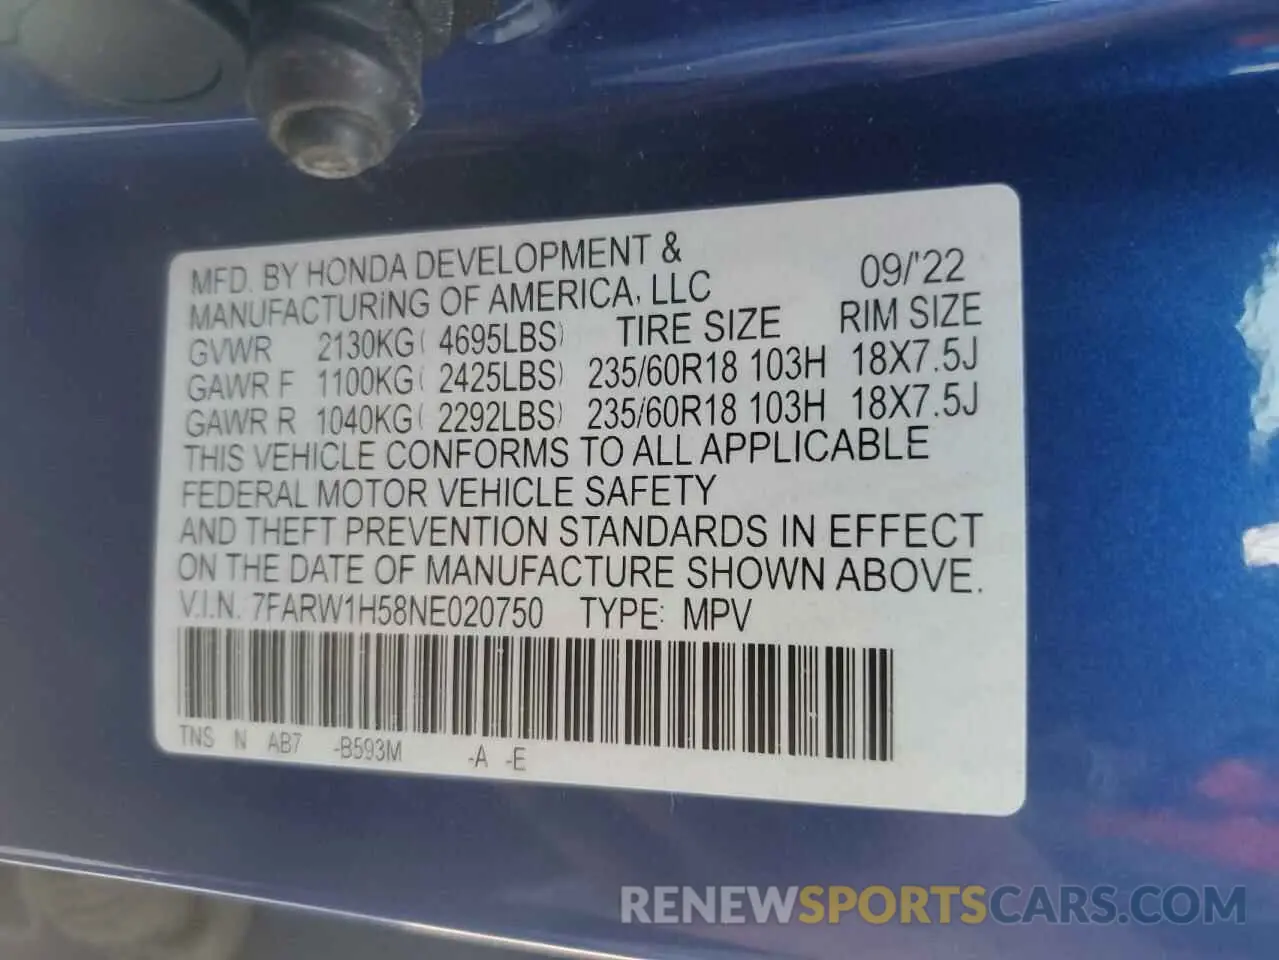 MFD. BY HONDA DEVELOPMENT &
MANUFACTURING OF AMERICA, LLC 09/'22
GVWR 2130KG( 4695LBS) TIRE SIZE RIM SIZE
GAWR F 1100KG( 2425LBS) 235/60R18 103H 18X7.5J
GAWR R 1040KG( 2292LBS) 235/60R18 103H 18X7.5J
THIS VEHICLE CONFORMS TO ALL APPLICABLE
FEDERAL MOTOR VEHICLE SAFETY
AND THEFT PREVENTION STANDARDS IN EFFECT
ON THE DATE OF MANUFACTURE SHOWN ABOVE.
V.I.N. 7FARW1H58NE020750 TYPE: MPV
TNS N AB7 -B593M -A -E
RENEWSPORTSCARS.COM